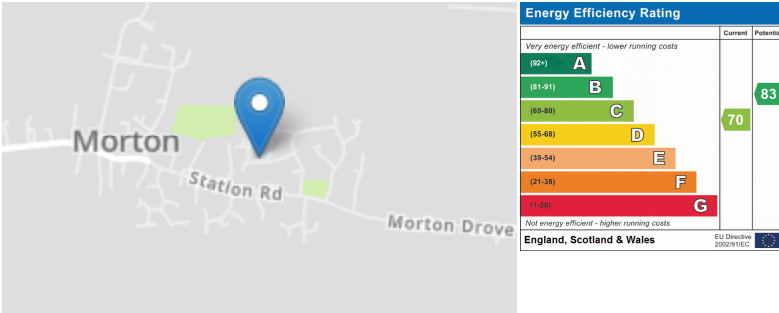 Morton
Station Rd
Morton Drove
Energy Efficiency Rating
Current Potentia
Very energy efficient - lower running costs
(92+) A
(81-91) B
83
(69-80) C
70
(55-68) D
(39-54) E
(21-38) F
(1-20) G
Not energy efficient - higher running costs
England, Scotland & Wales
EU Directive
2002/91/EC